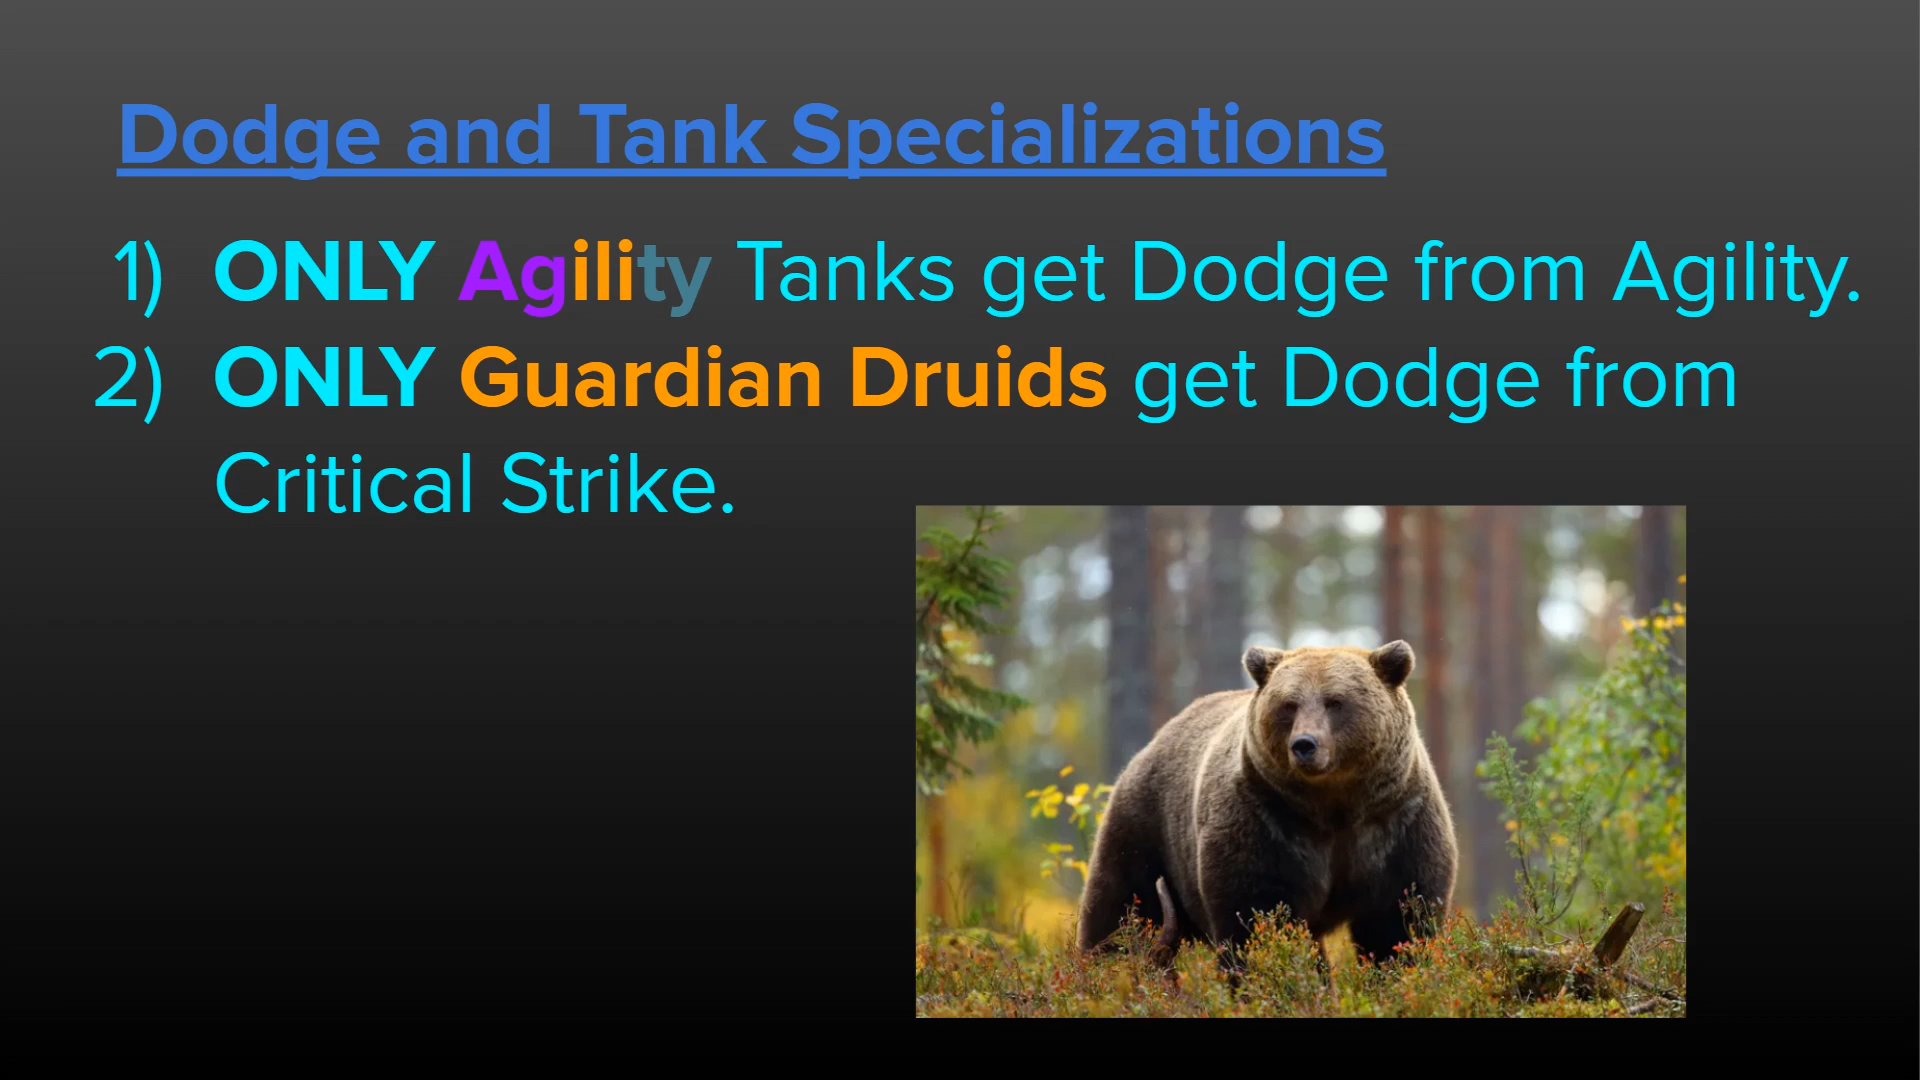 Dodge and Tank Specializations
1) ONLY Agility Tanks get Dodge from Agility.
2) ONLY Guardian Druids get Dodge from
Critical Strike.